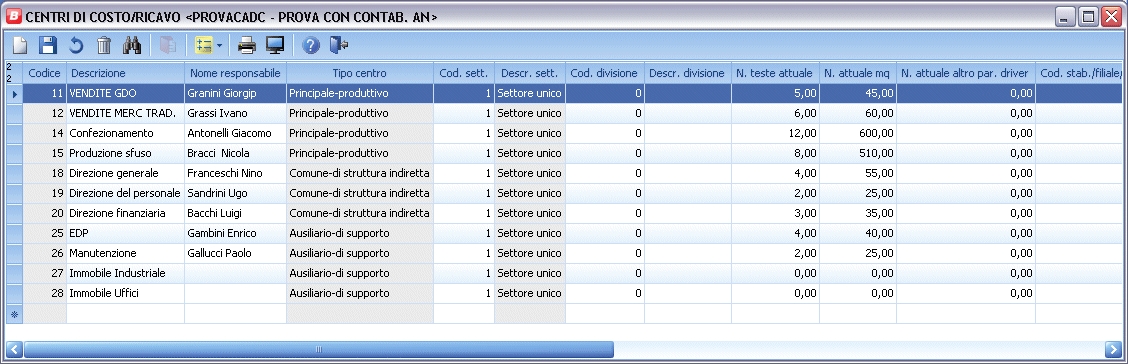 CENTRI DI COSTO/RICAVO <PROVACADC - PROVA CON CONTAB. AN>
2 2 Codice Descrizione Nome responsabile Tipo centro Cod. sett. Descr. sett. Cod. divisione Descr. divisione N. teste attuale N. attuale mq N. attuale altro par. driver Cod. stab./filiale/
11 VENDITE GDO Granini Giorgip Principale-produttivo 1 Settore unico 0 5,00 45,00 0,00
12 VENDITE MERC TRAD. Grassi Ivano Principale-produttivo 1 Settore unico 0 6,00 60,00 0,00
14 Confezionamento Antonelli Giacomo Principale-produttivo 1 Settore unico 0 12,00 600,00 0,00
15 Produzione sfuso Bracci Nicola Principale-produttivo 1 Settore unico 0 8,00 510,00 0,00
18 Direzione generale Franceschi Nino Comune-di struttura indiretta 1 Settore unico 0 4,00 55,00 0,00
19 Direzione del personale Sandrini Ugo Comune-di struttura indiretta 1 Settore unico 0 2,00 25,00 0,00
20 Direzione finanziaria Bacchi Luigi Comune-di struttura indiretta 1 Settore unico 0 3,00 35,00 0,00
25 EDP Gambini Enrico Ausiliario-di supporto 1 Settore unico 0 4,00 40,00 0,00
26 Manutenzione Gallucci Paolo Ausiliario-di supporto 1 Settore unico 0 2,00 25,00 0,00
27 Immobile Industriale Ausiliario-di supporto 1 Settore unico 0 0,00 0,00 0,00
28 Immobile Uffici Ausiliario-di supporto 1 Settore unico 0 0,00 0,00 0,00